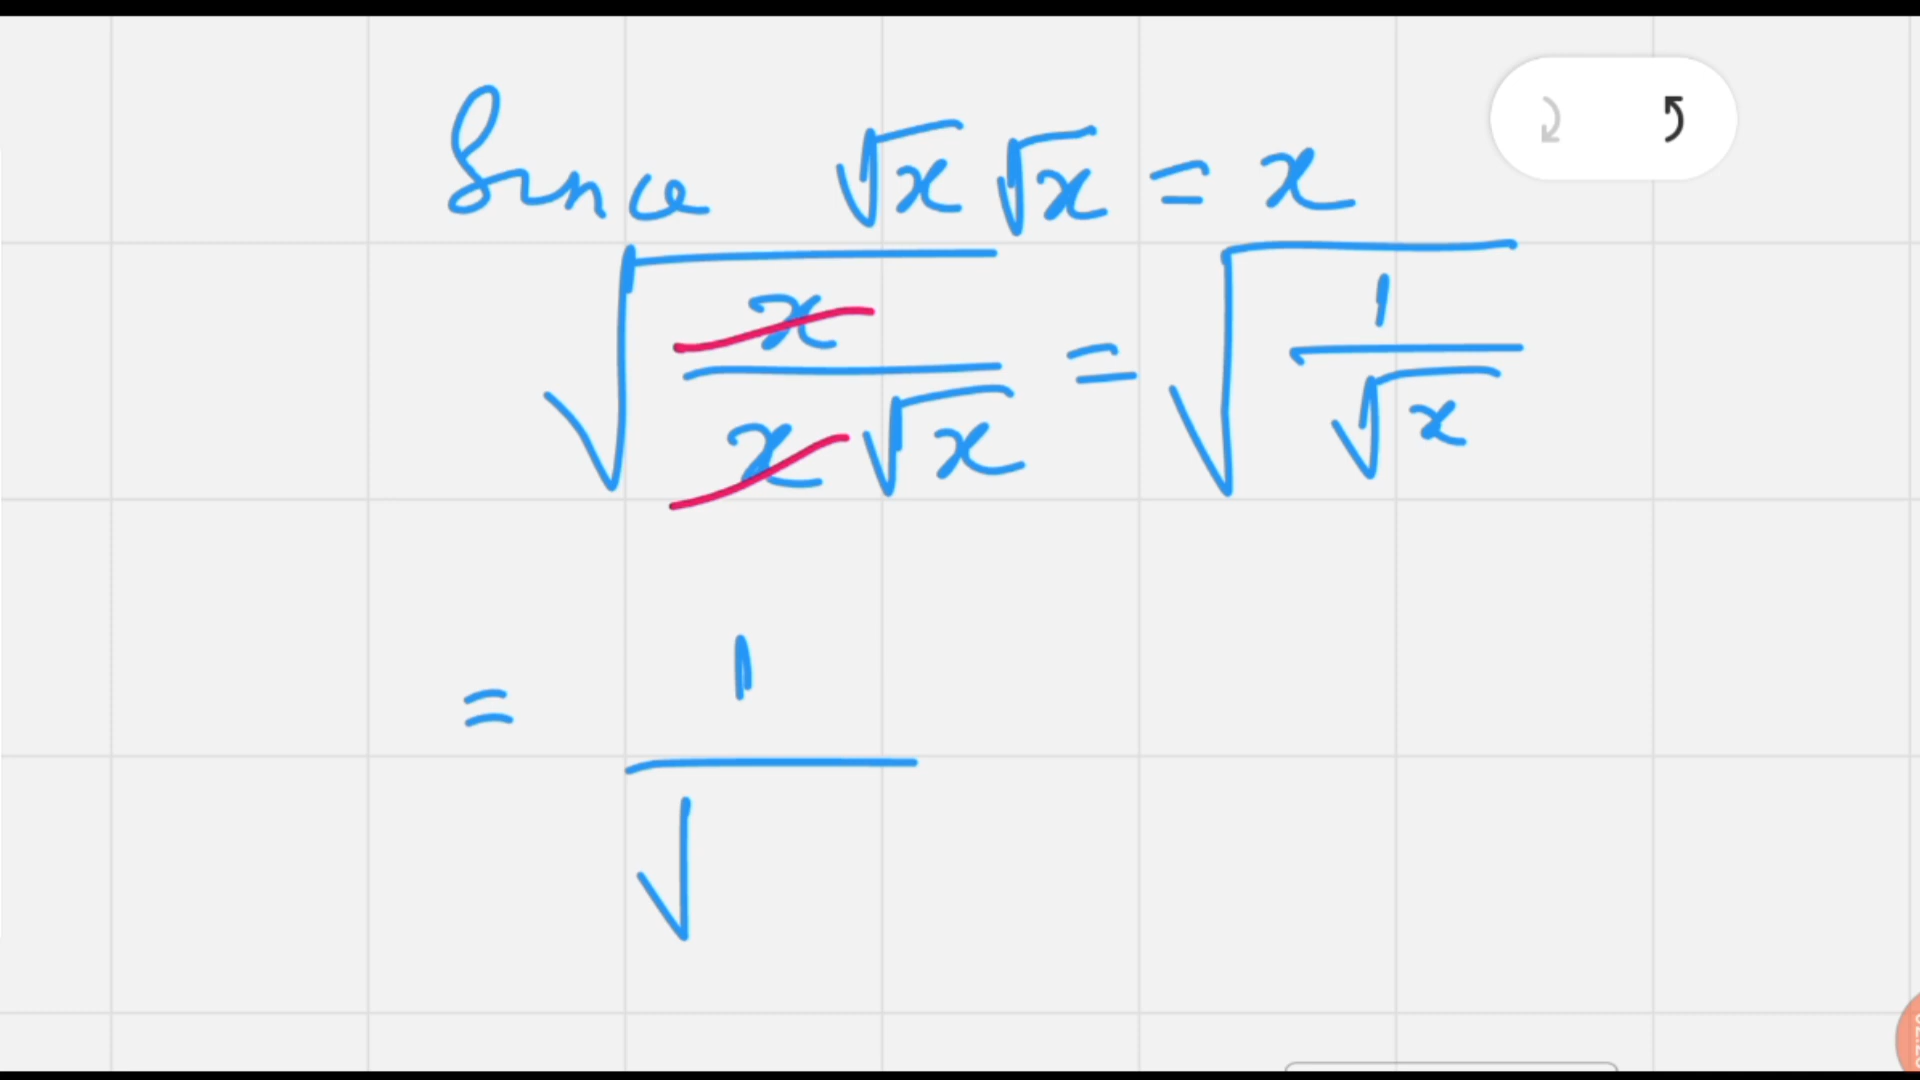 Since √x √x = x
√(x / (x√x)) = √(1 / √x)
= 1 / √